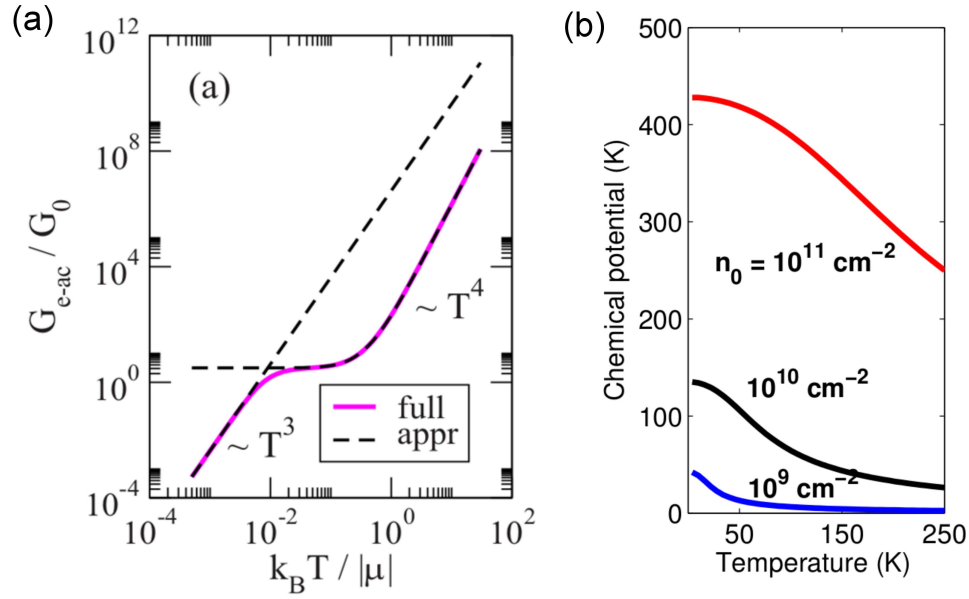 (a)
(a)
10^12
10^8
10^4
10^0
10^-4
G_e-ac / G_0
~ T^4
~ T^3
full
appr
10^-4
10^-2
10^0
10^2
k_B T / |μ|
(b)
500
400
300
200
100
0
Chemical potential (K)
n_0 = 10^11 cm^-2
10^10 cm^-2
10^9 cm^-2
50
150
250
Temperature (K)